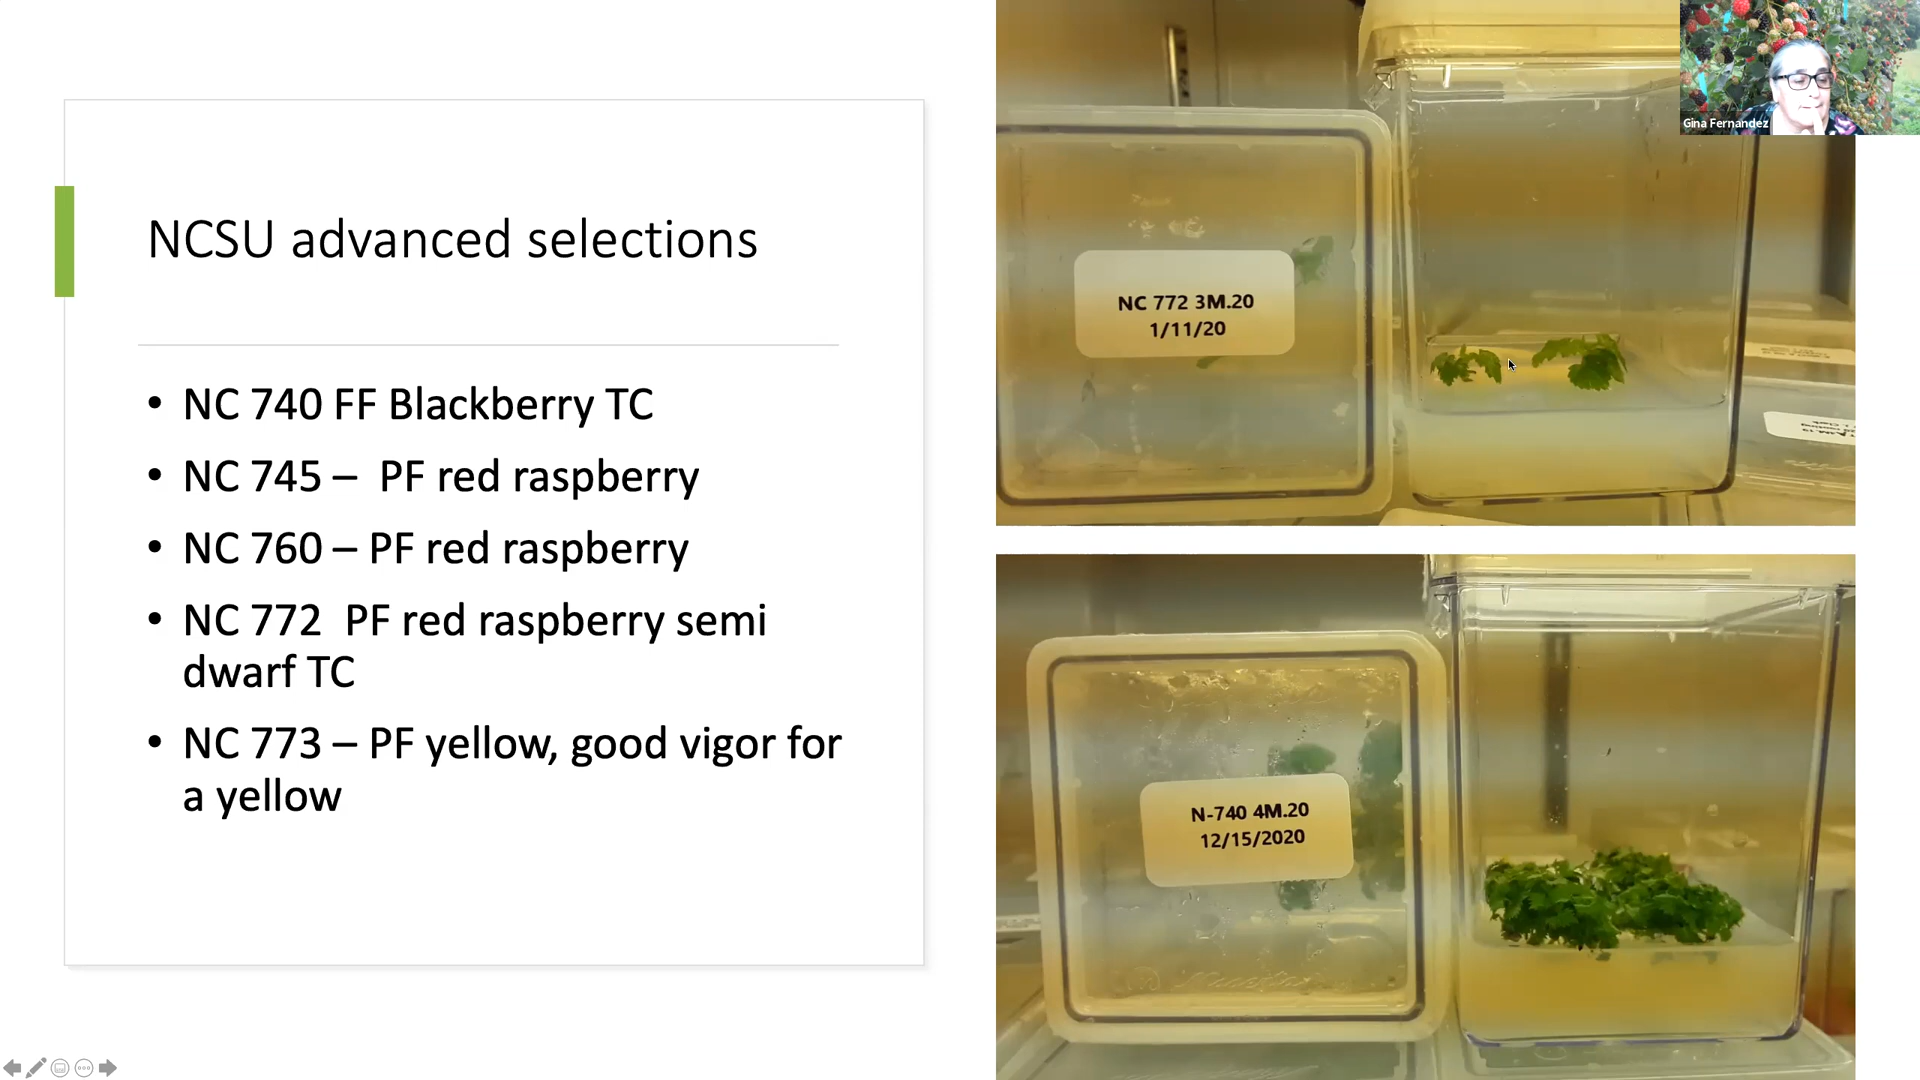 NCSU advanced selections
• NC 740 FF Blackberry TC
• NC 745 – PF red raspberry
• NC 760 – PF red raspberry
• NC 772 PF red raspberry semi
dwarf TC
• NC 773 – PF yellow, good vigor for
a yellow
NC 772 3M.20
1/11/20
N-740 4M.20
12/15/2020
Gina Fernandez